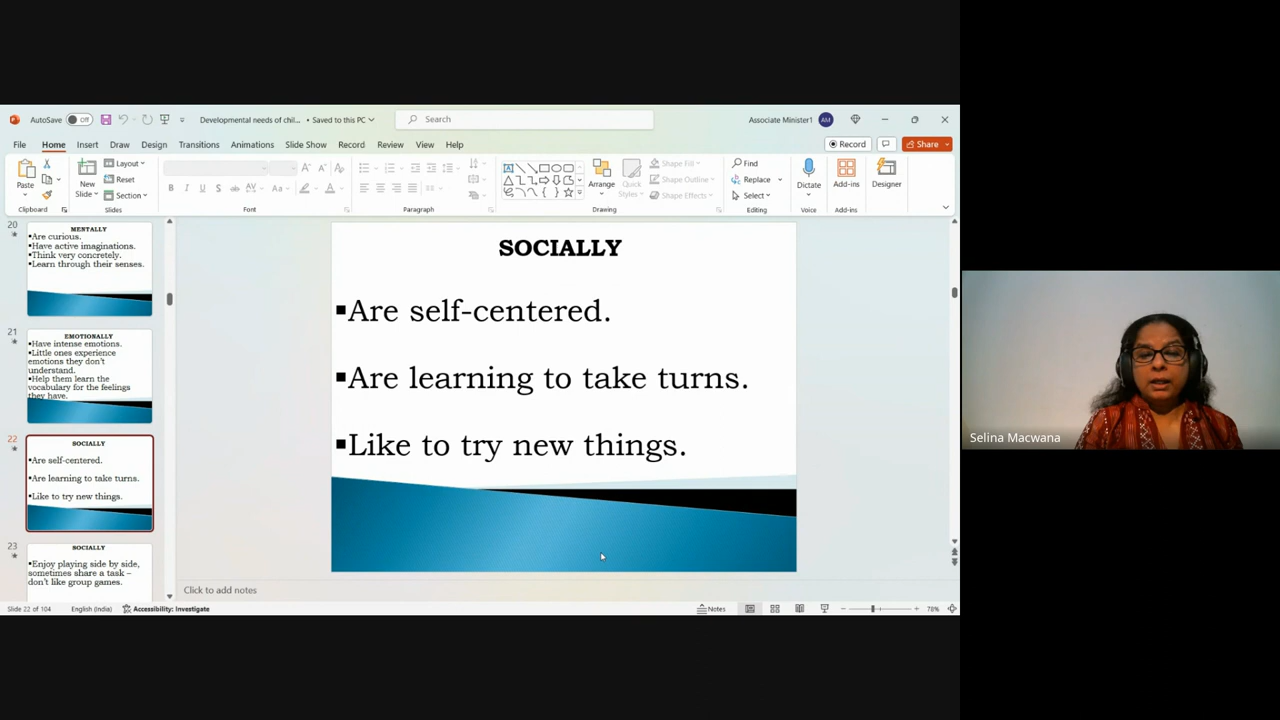 AutoSave Off Developmental needs of chil... • Saved to this PC Search Associate Minister1 AM
File Home Insert Draw Design Transitions Animations Slide Show Record Review View Help Record Share
Paste New Slide Layout Reset Section B I U S ab AV Aa A Arrange Quick Styles Shape Fill Shape Outline Shape Effects Find Replace Select Dictate Add-ins Designer
Clipboard Slides Font Paragraph Drawing Editing Voice Add-ins
20
MENTALLY
▪Are curious.
▪Have active imaginations.
▪Think very concretely.
▪Learn through their senses.
21
EMOTIONALLY
▪Have intense emotions.
▪Little ones experience
emotions they don't
understand.
▪Help them learn the
vocabulary for the feelings
they have.
22
SOCIALLY
▪Are self-centered.
▪Are learning to take turns.
▪Like to try new things.
23
SOCIALLY
▪Enjoy playing side by side,
sometimes share a task –
don't like group games.
SOCIALLY
▪Are self-centered.
▪Are learning to take turns.
▪Like to try new things.
Click to add notes
Slide 22 of 104 English (India) Accessibility: Investigate Notes 78%
Selina Macwana